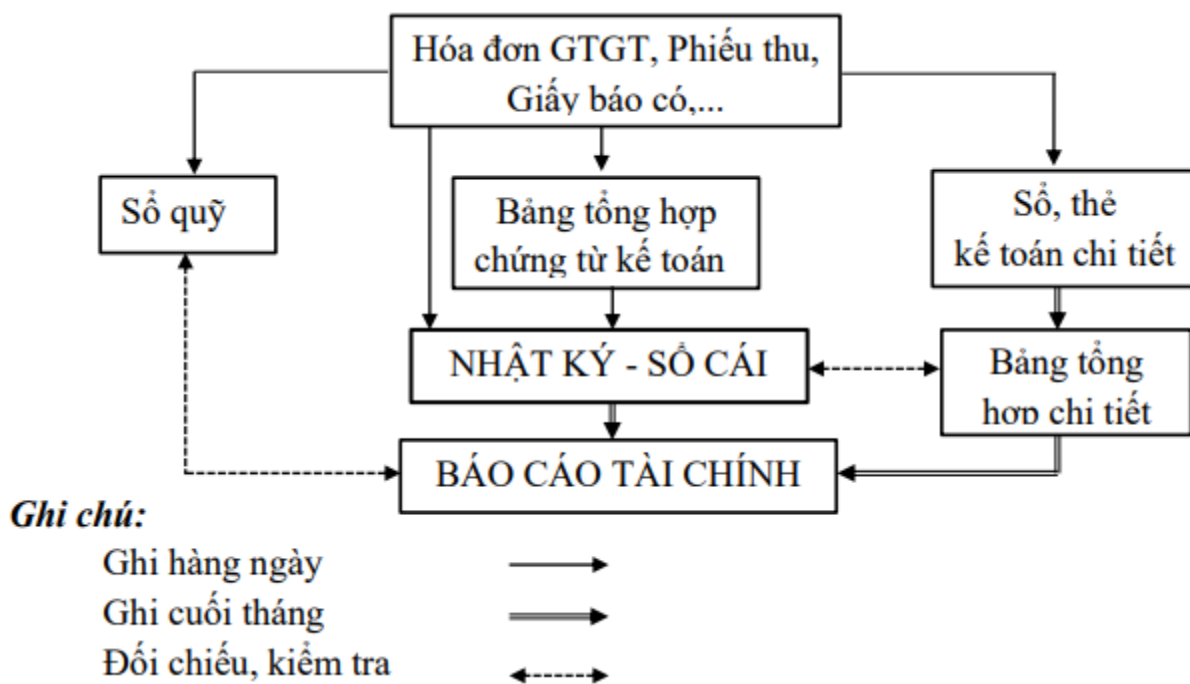 Hóa đơn GTGT, Phiếu thu,
Giấy báo có,...
Sổ quỹ
Bảng tổng hợp
chứng từ kế toán
Sổ, thẻ
kế toán chi tiết
NHẬT KÝ - SỔ CÁI
Bảng tổng
hợp chi tiết
BÁO CÁO TÀI CHÍNH
Ghi chú:
Ghi hàng ngày
Ghi cuối tháng
Đối chiếu, kiểm tra